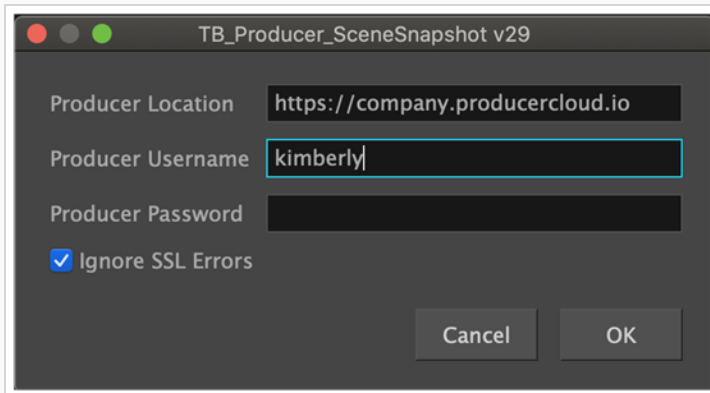 TB_Producer_SceneSnapshot v29
Producer Location https://company.producercloud.io
Producer Username kimberly
Producer Password
Ignore SSL Errors
Cancel OK